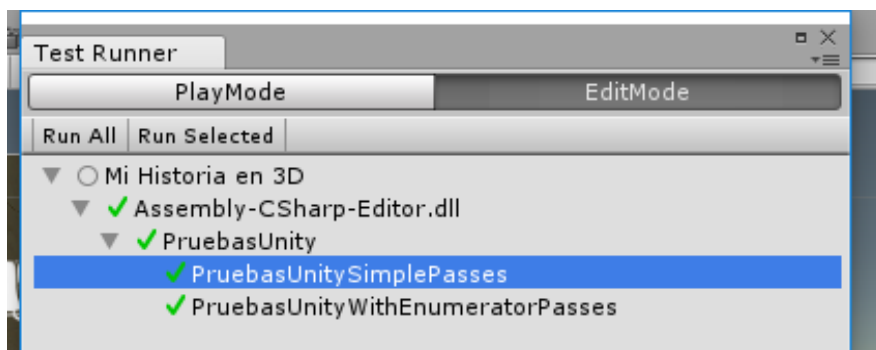 Test Runner
PlayMode EditMode
Run All Run Selected
Mi Historia en 3D
Assembly-CSharp-Editor.dll
PruebasUnity
PruebasUnitySimplePasses
PruebasUnityWithEnumeratorPasses